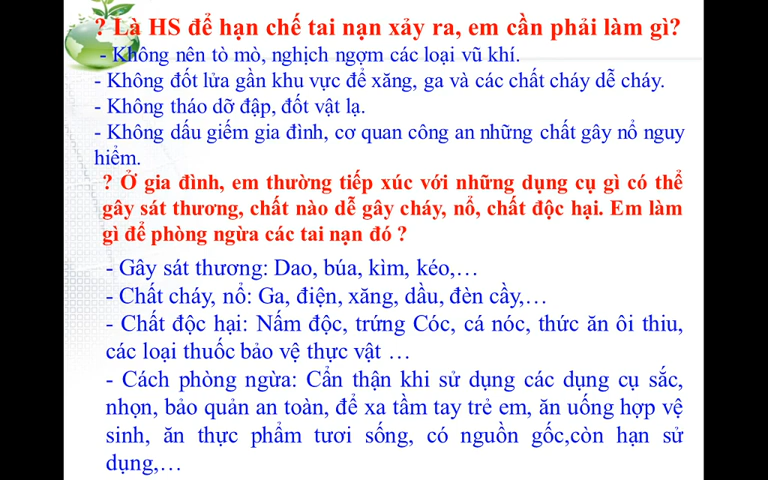 ? Là HS để hạn chế tai nạn xảy ra, em cần phải làm gì?
- Không nên tò mò, nghịch ngợm các loại vũ khí.
- Không đốt lửa gần khu vực để xăng, ga và các chất cháy dễ cháy.
- Không tháo dỡ đập, đốt vật lạ.
- Không dấu giếm gia đình, cơ quan công an những chất gây nổ nguy
hiểm.
? Ở gia đình, em thường tiếp xúc với những dụng cụ gì có thể
gây sát thương, chất nào dễ gây cháy, nổ, chất độc hại. Em làm
gì để phòng ngừa các tai nạn đó ?
- Gây sát thương: Dao, búa, kìm, kéo,…
- Chất cháy, nổ: Ga, điện, xăng, dầu, đèn cầy,…
- Chất độc hại: Nấm độc, trứng Cóc, cá nóc, thức ăn ôi thiu,
các loại thuốc bảo vệ thực vật …
- Cách phòng ngừa: Cẩn thận khi sử dụng các dụng cụ sắc,
nhọn, bảo quản an toàn, để xa tầm tay trẻ em, ăn uống hợp vệ
sinh, ăn thực phẩm tươi sống, có nguồn gốc,còn hạn sử
dụng,…